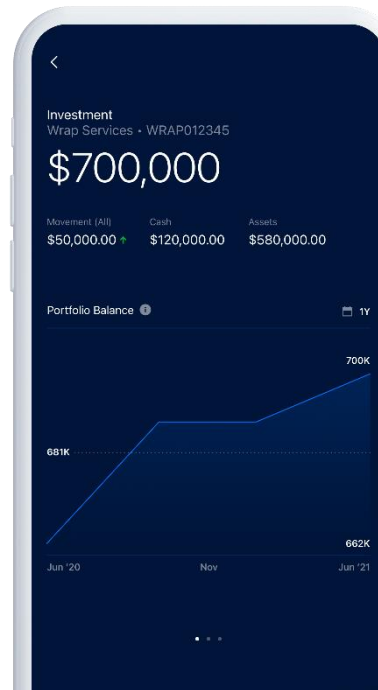 Investment
Wrap Services • WRAP012345
$700,000
Movement (All) Cash Assets
$50,000.00 ↑ $120,000.00 $580,000.00
Portfolio Balance 1Y
700K
681K
662K
Jun '20 Nov Jun '21